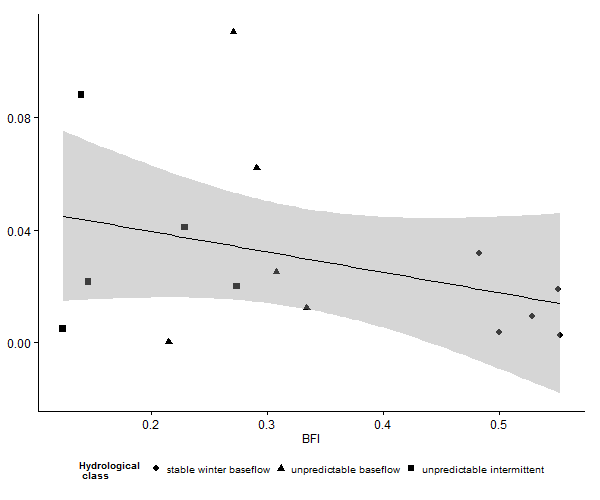 0.08
0.04
0.00
0.2 0.3 0.4 0.5
BFI
Hydrological
class
stable winter baseflow unpredictable baseflow unpredictable intermittent